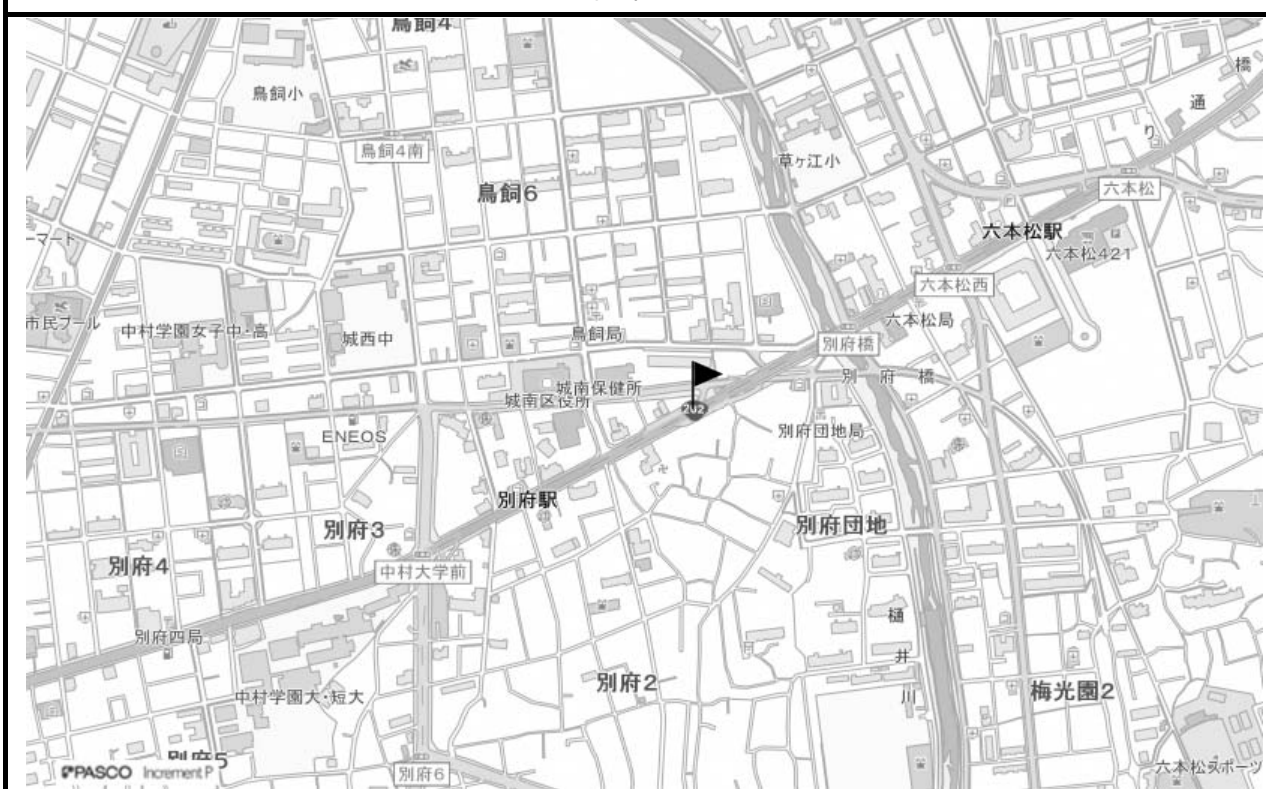 鳥飼4
橋
鳥飼小
通
り
鳥飼4南
草ヶ江小
六本松
鳥飼6
六本松駅
六本松421
六本松西
市民プール
中村学園女子中・高
城西中
鳥飼局
六本松局
別府橋
別府橋
城南保健所
城南区役所
202
別府団地局
ENEOS
別府駅
別府3
別府団地
別府4
中村大学前
別府四局
樋井川
別府2
中村学園大・短大
梅光園2
別府5
別府6
六本松スポーツ
PASCO Increment P